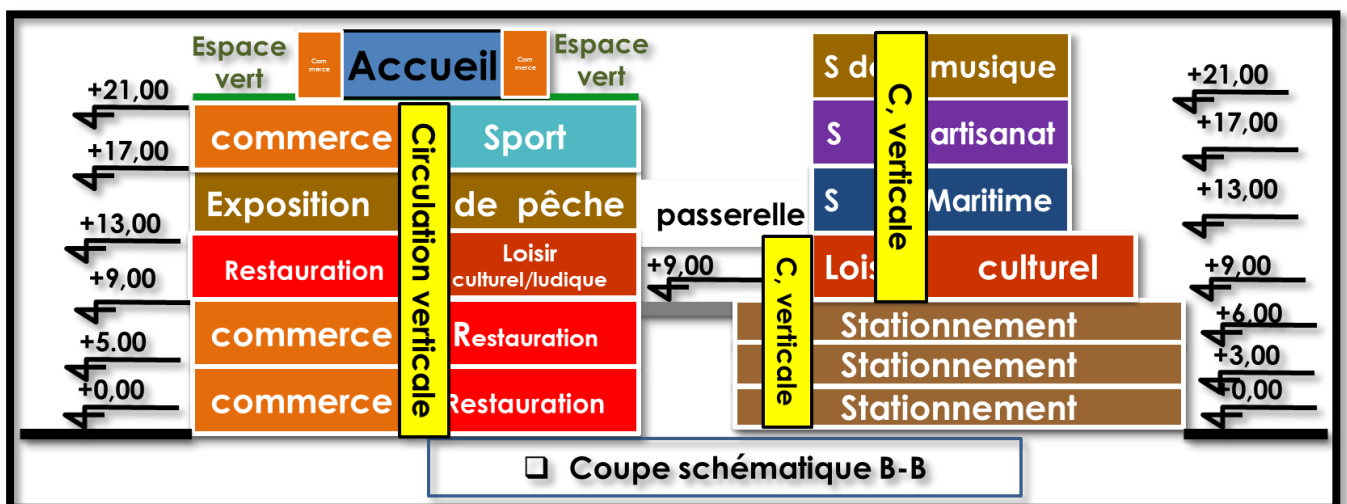 Espace
vert
Com
merce
Accueil
Com
merce
Espace
vert
S de musique
+21,00
+21,00
commerce
Sport
S artisanat
+17,00
+17,00
Exposition de pêche
passerelle
S Maritime
+13,00
+13,00
Restauration
Loisir
culturel/ludique
+9,00
Lois culturel
+9,00
+9,00
commerce
Restauration
Stationnement
+6,00
+5.00
Stationnement
+3,00
commerce
Restauration
Stationnement
+0,00
+0,00
Circulation verticale
C, verticale
C, verticale
❑ Coupe schématique B-B